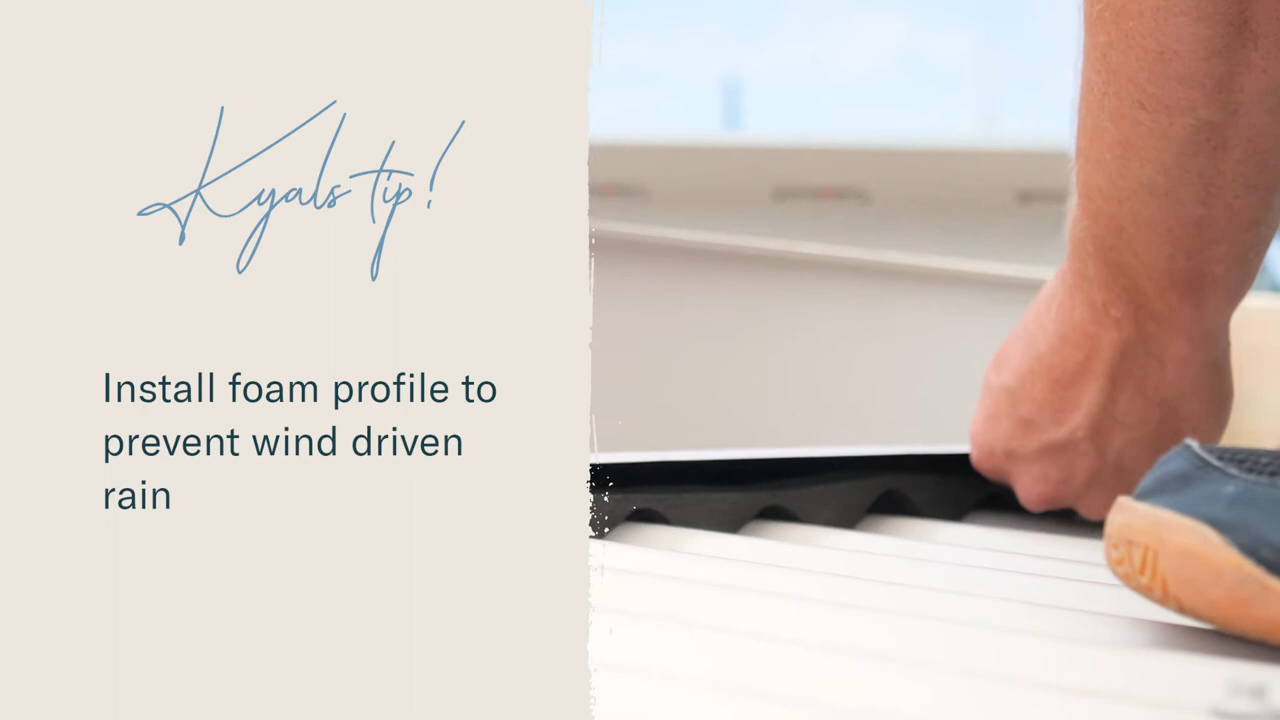 Kyals tip!
Install foam profile to
prevent wind driven
rain